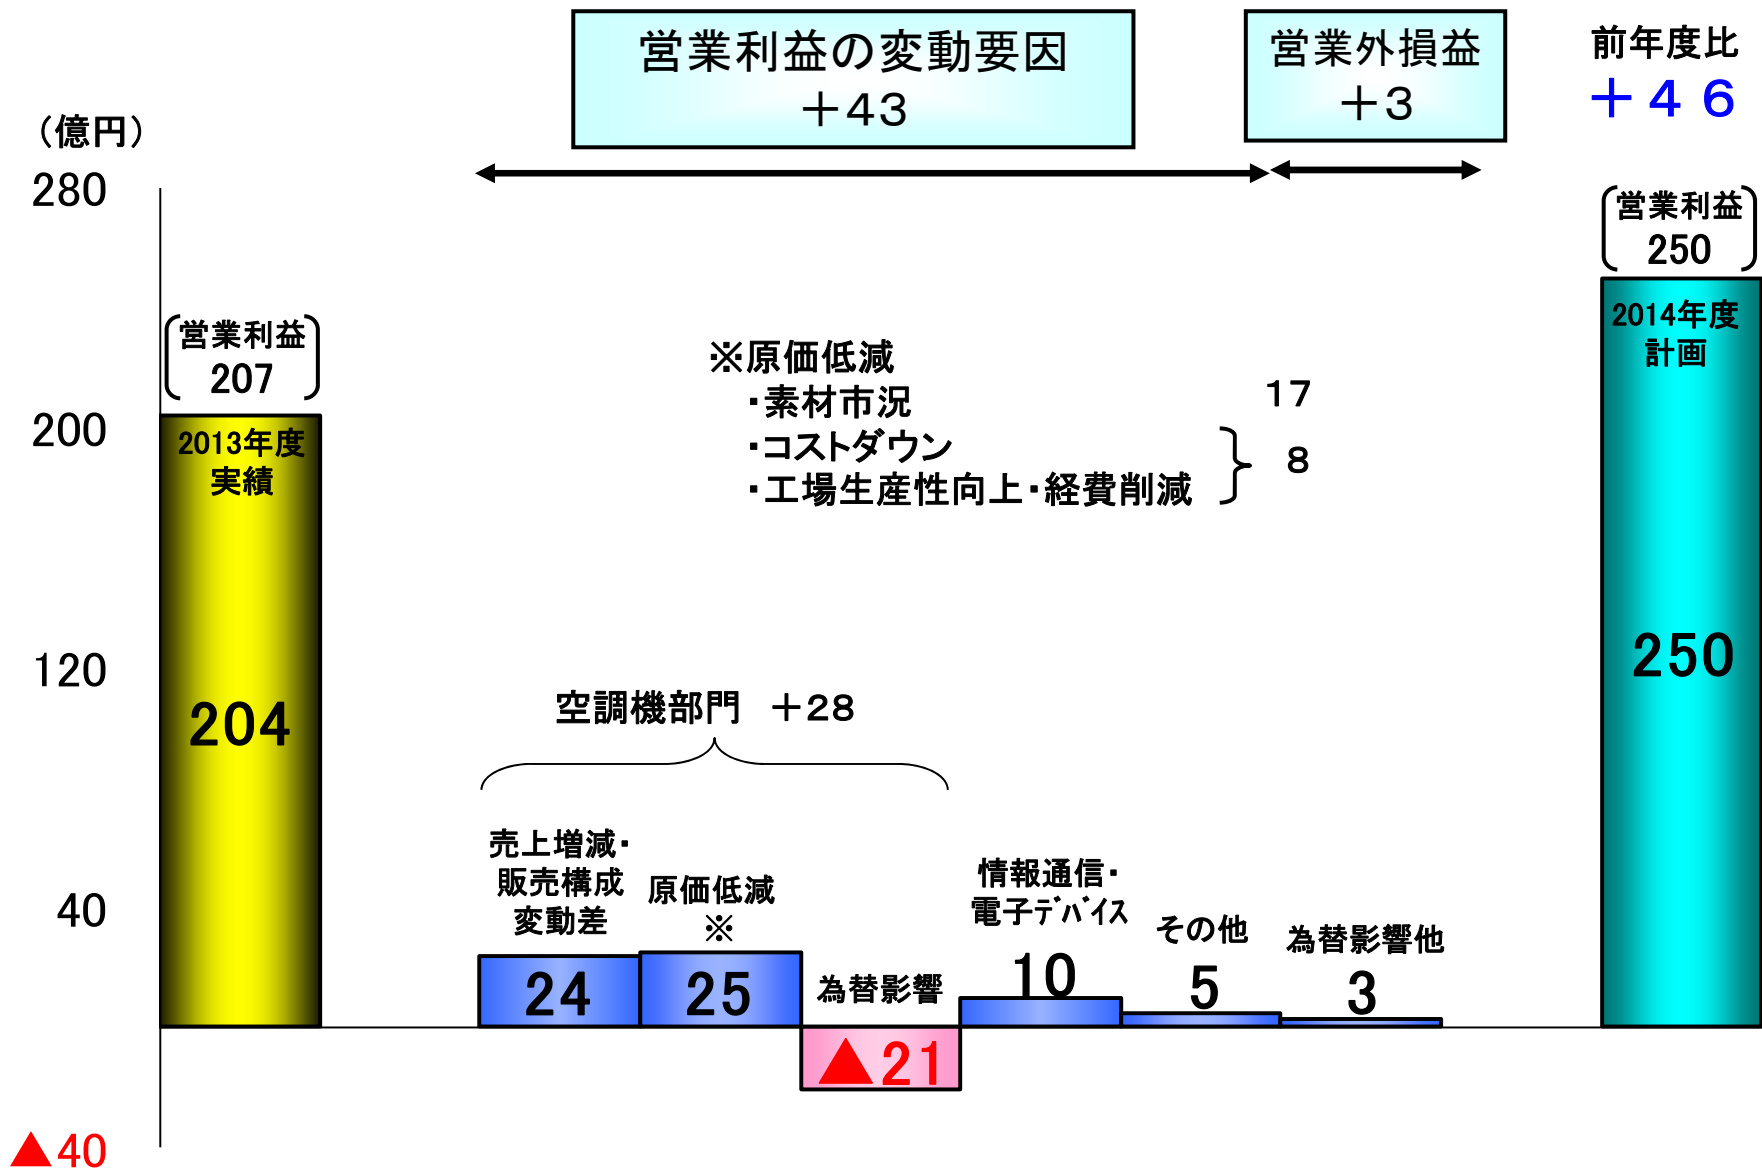 営業利益の変動要因
＋43
営業外損益
＋3
前年度比
＋４６
（億円）
280
200
120
40
▲40
営業利益
207
2013年度
実績
204
※原価低減
・素材市況
17
・コストダウン
・工場生産性向上・経費削減
8
空調機部門　＋28
売上増減・
販売構成
変動差
24
原価低減
※
25
為替影響
▲21
情報通信・
電子ﾃﾞﾊﾞｲｽ
10
その他
5
為替影響他
3
営業利益
250
2014年度
計画
250